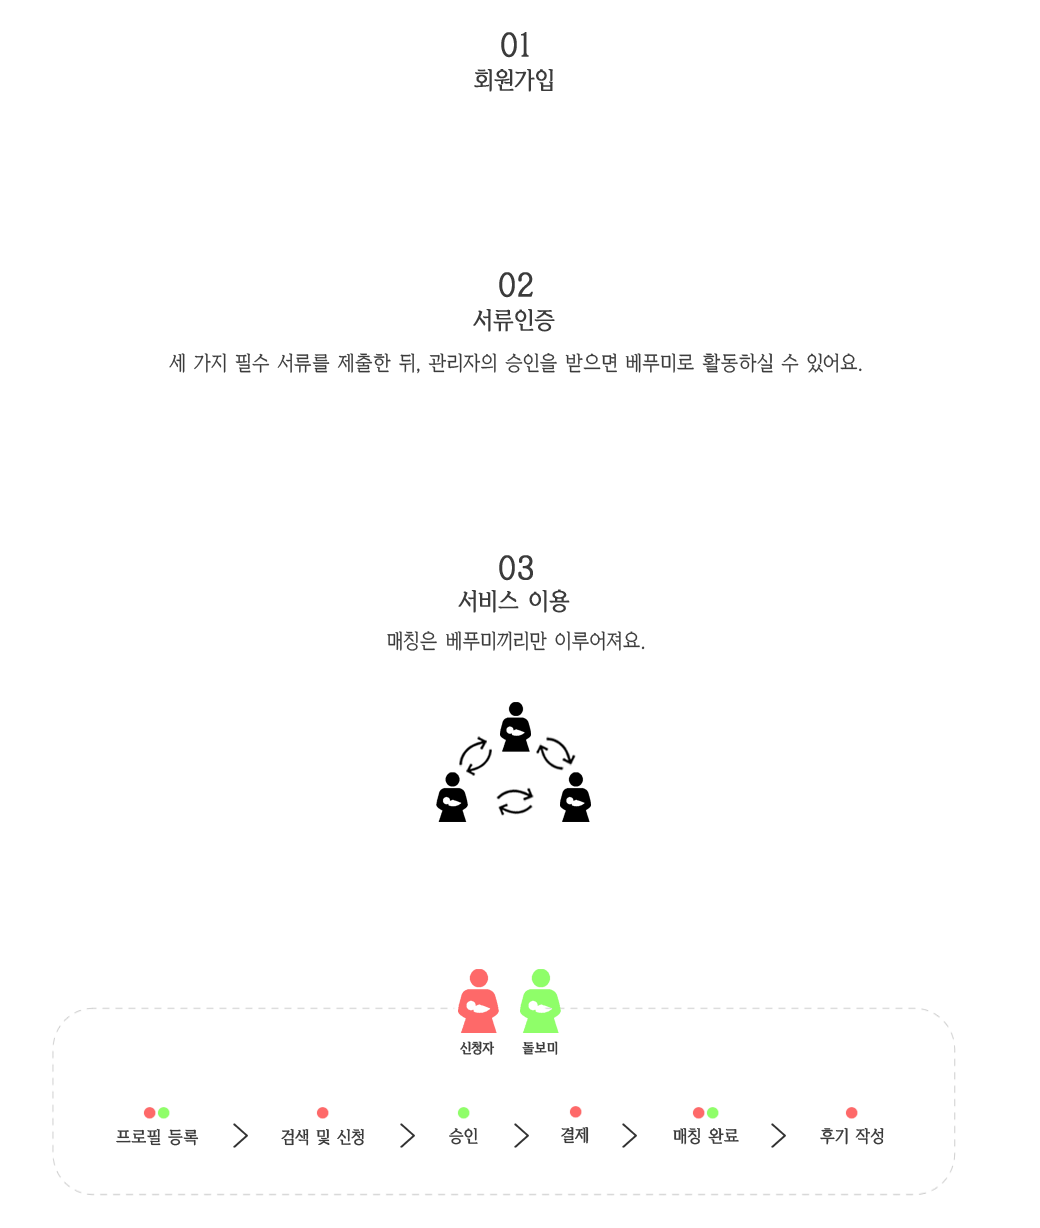 01
회원가입
02
서류인증
세 가지 필수 서류를 제출한 뒤, 관리자의 승인을 받으면 베푸미로 활동하실 수 있어요.
03
서비스 이용
매칭은 베푸미끼리만 이루어져요.
신청자 돌보미
프로필 등록 > 검색 및 신청 > 승인 > 결제 > 매칭 완료 > 후기 작성